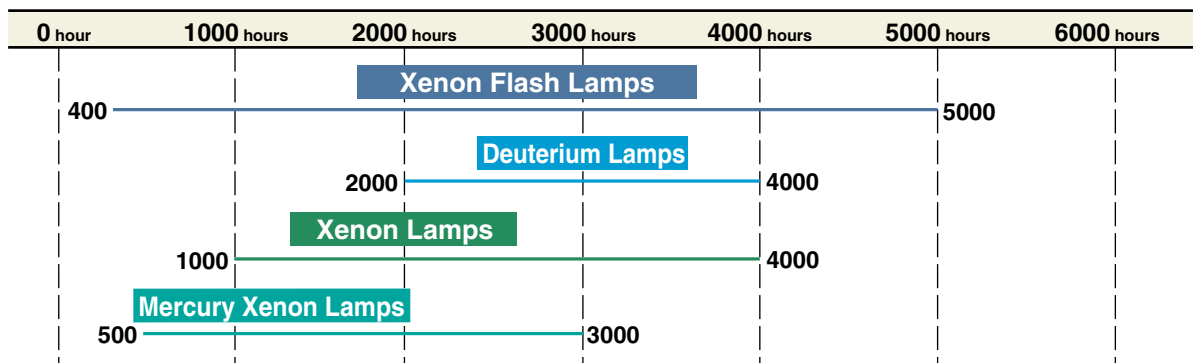 0 hour 1000 hours 2000 hours 3000 hours 4000 hours 5000 hours 6000 hours
Xenon Flash Lamps
400 5000
Deuterium Lamps
2000 4000
Xenon Lamps
1000 4000
Mercury Xenon Lamps
500 3000